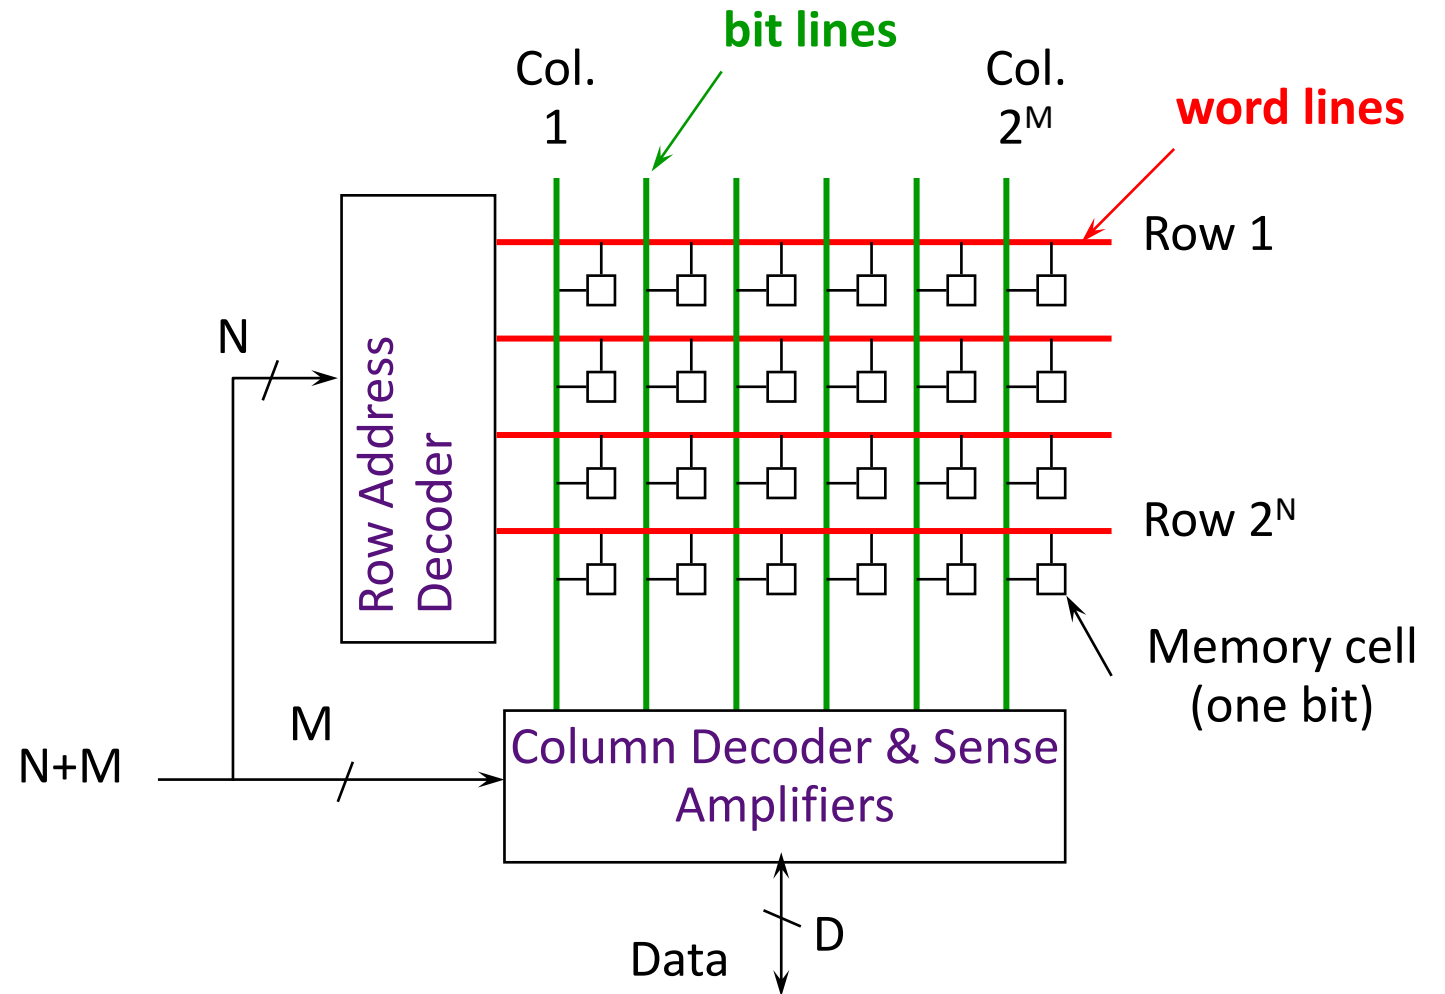 bit lines
Col.
1
Col.
2ᴹ
word lines
Row 1
N
Row Address
Decoder
Row 2ᴺ
Memory cell
(one bit)
M
N+M
Column Decoder & Sense
Amplifiers
D
Data